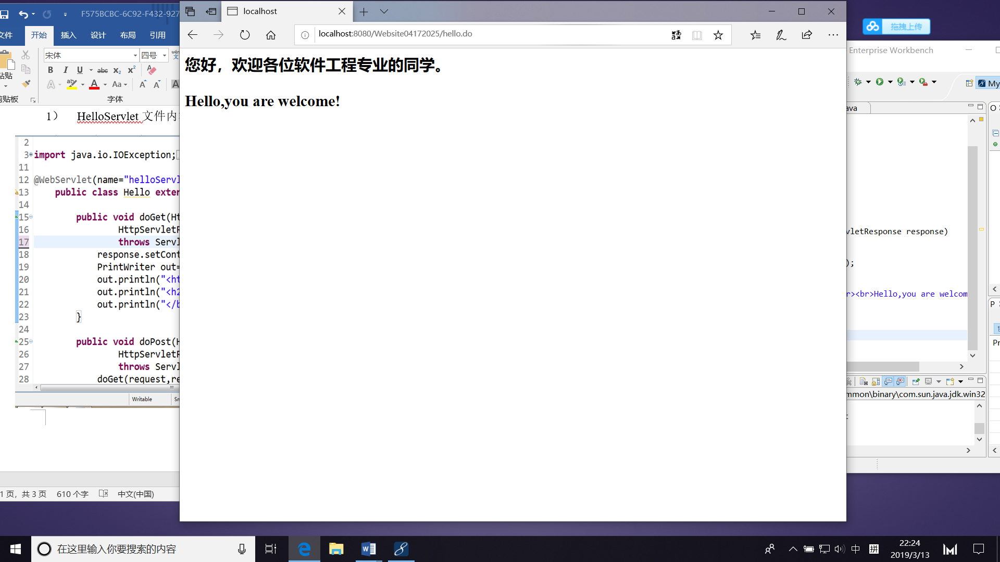 F575BCBC-6C92-F432-927
文件
开始
插入
设计
布局
引用
宋体
四号
粘贴
剪贴板
字体
1） HelloServlet 文件内
2
3 import java.io.IOException;
11
12 @WebServlet(name="helloServl
13 public class Hello exten
14
15 public void doGet(Ht
16 HttpServletR
17 throws Servl
18 response.setCont
19 PrintWriter out=
20 out.println("<ht
21 out.println("<h2
22 out.println("</b
23 }
24
25 public void doPost(H
26 HttpServletR
27 throws Servl
28 doGet(request,re
Writable
Sn
1 页，共 3 页 610 个字 中文(中国)
localhost
localhost:8080/Website04172025/hello.do
您好，欢迎各位软件工程专业的同学。
Hello,you are welcome!
拖拽上传
Enterprise Workbench
My
ava
vletResponse response)
);
r><br>Hello,you are welcom
mmon\binary\com.sun.java.jdk.win32
O
P
Pr
在这里输入你要搜索的内容
中
拼
22:24
2019/3/13